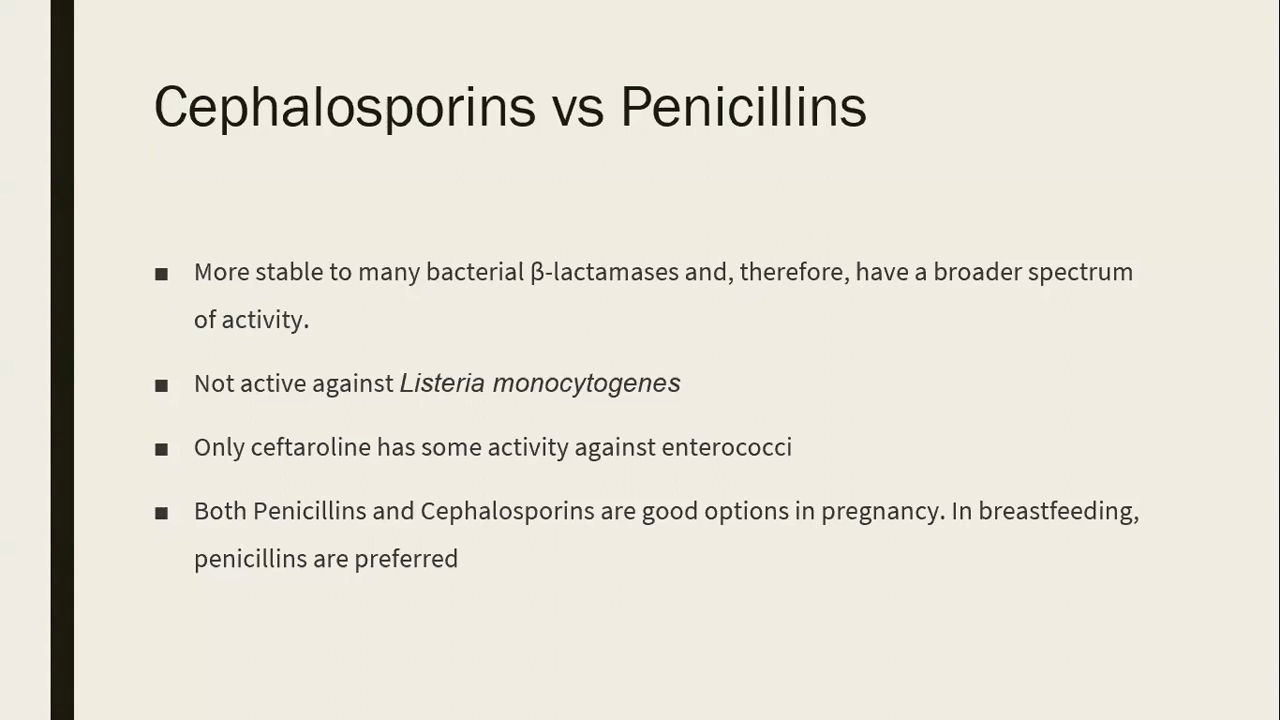 Cephalosporins vs Penicillins
▪ More stable to many bacterial β-lactamases and, therefore, have a broader spectrum
of activity.
▪ Not active against Listeria monocytogenes
▪ Only ceftaroline has some activity against enterococci
▪ Both Penicillins and Cephalosporins are good options in pregnancy. In breastfeeding,
penicillins are preferred